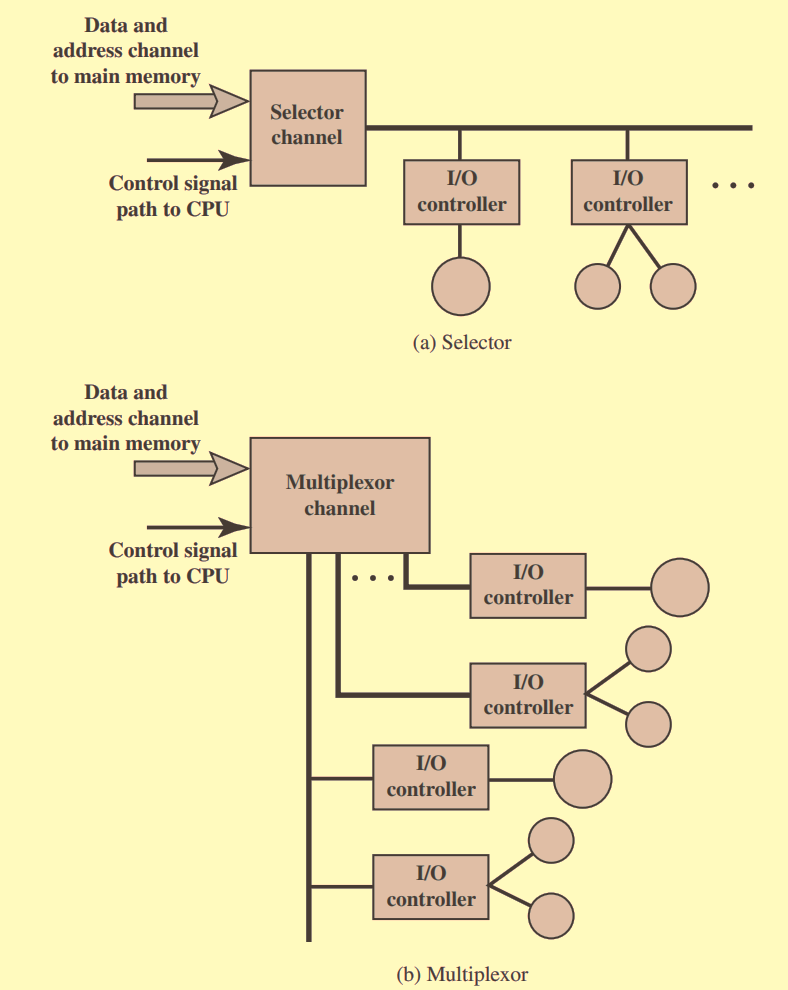 Data and
address channel
to main memory
Selector
channel
Control signal
path to CPU
I/O
controller
I/O
controller
• • •
(a) Selector
Data and
address channel
to main memory
Multiplexor
channel
Control signal
path to CPU
• • •
I/O
controller
I/O
controller
I/O
controller
I/O
controller
(b) Multiplexor